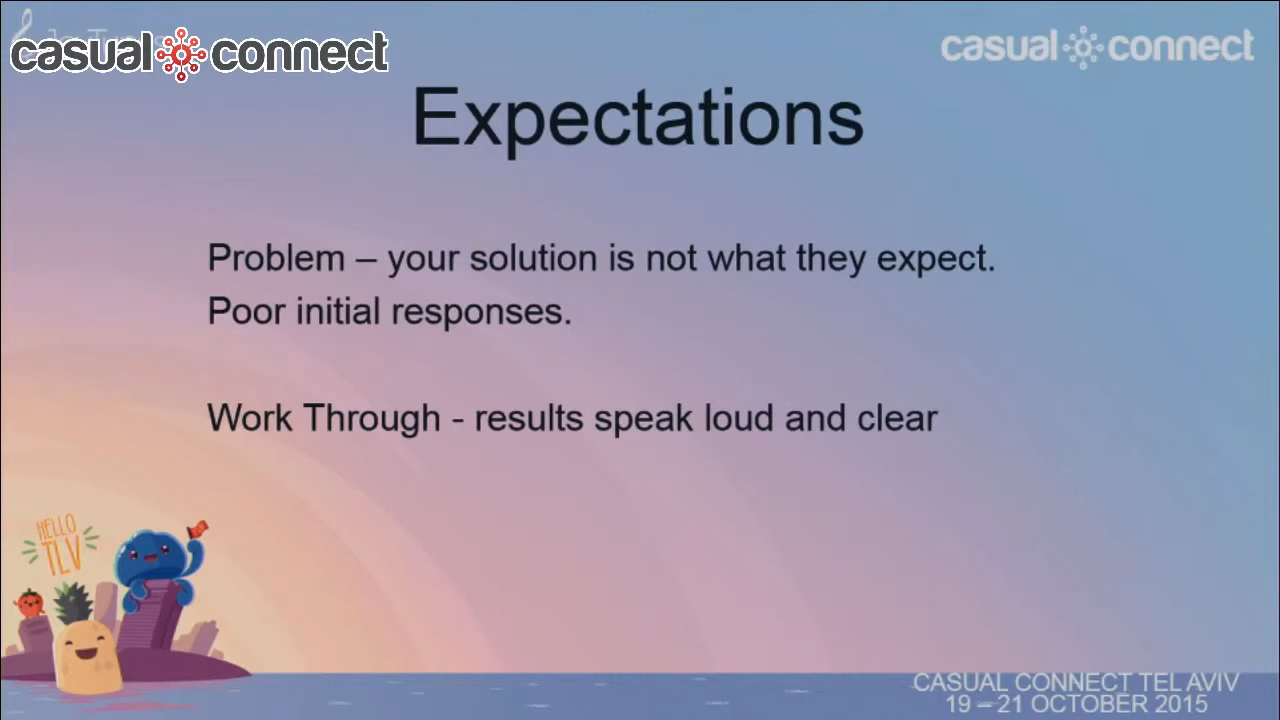 casual connect
casual connect
Expectations
Problem – your solution is not what they expect.
Poor initial responses.
Work Through - results speak loud and clear
HELLO
TLV
CASUAL CONNECT TEL AVIV
19 – 21 OCTOBER 2015